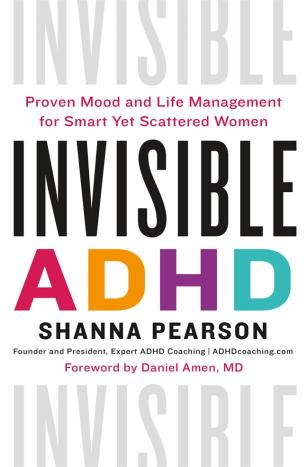 INVISIBLE
Proven Mood and Life Management
for Smart Yet Scattered Women
INVISIBLE
ADHD
SHANNA PEARSON
Founder and President, Expert ADHD Coaching | ADHDcoaching.com
Foreword by Daniel Amen, MD
INVISIBLE